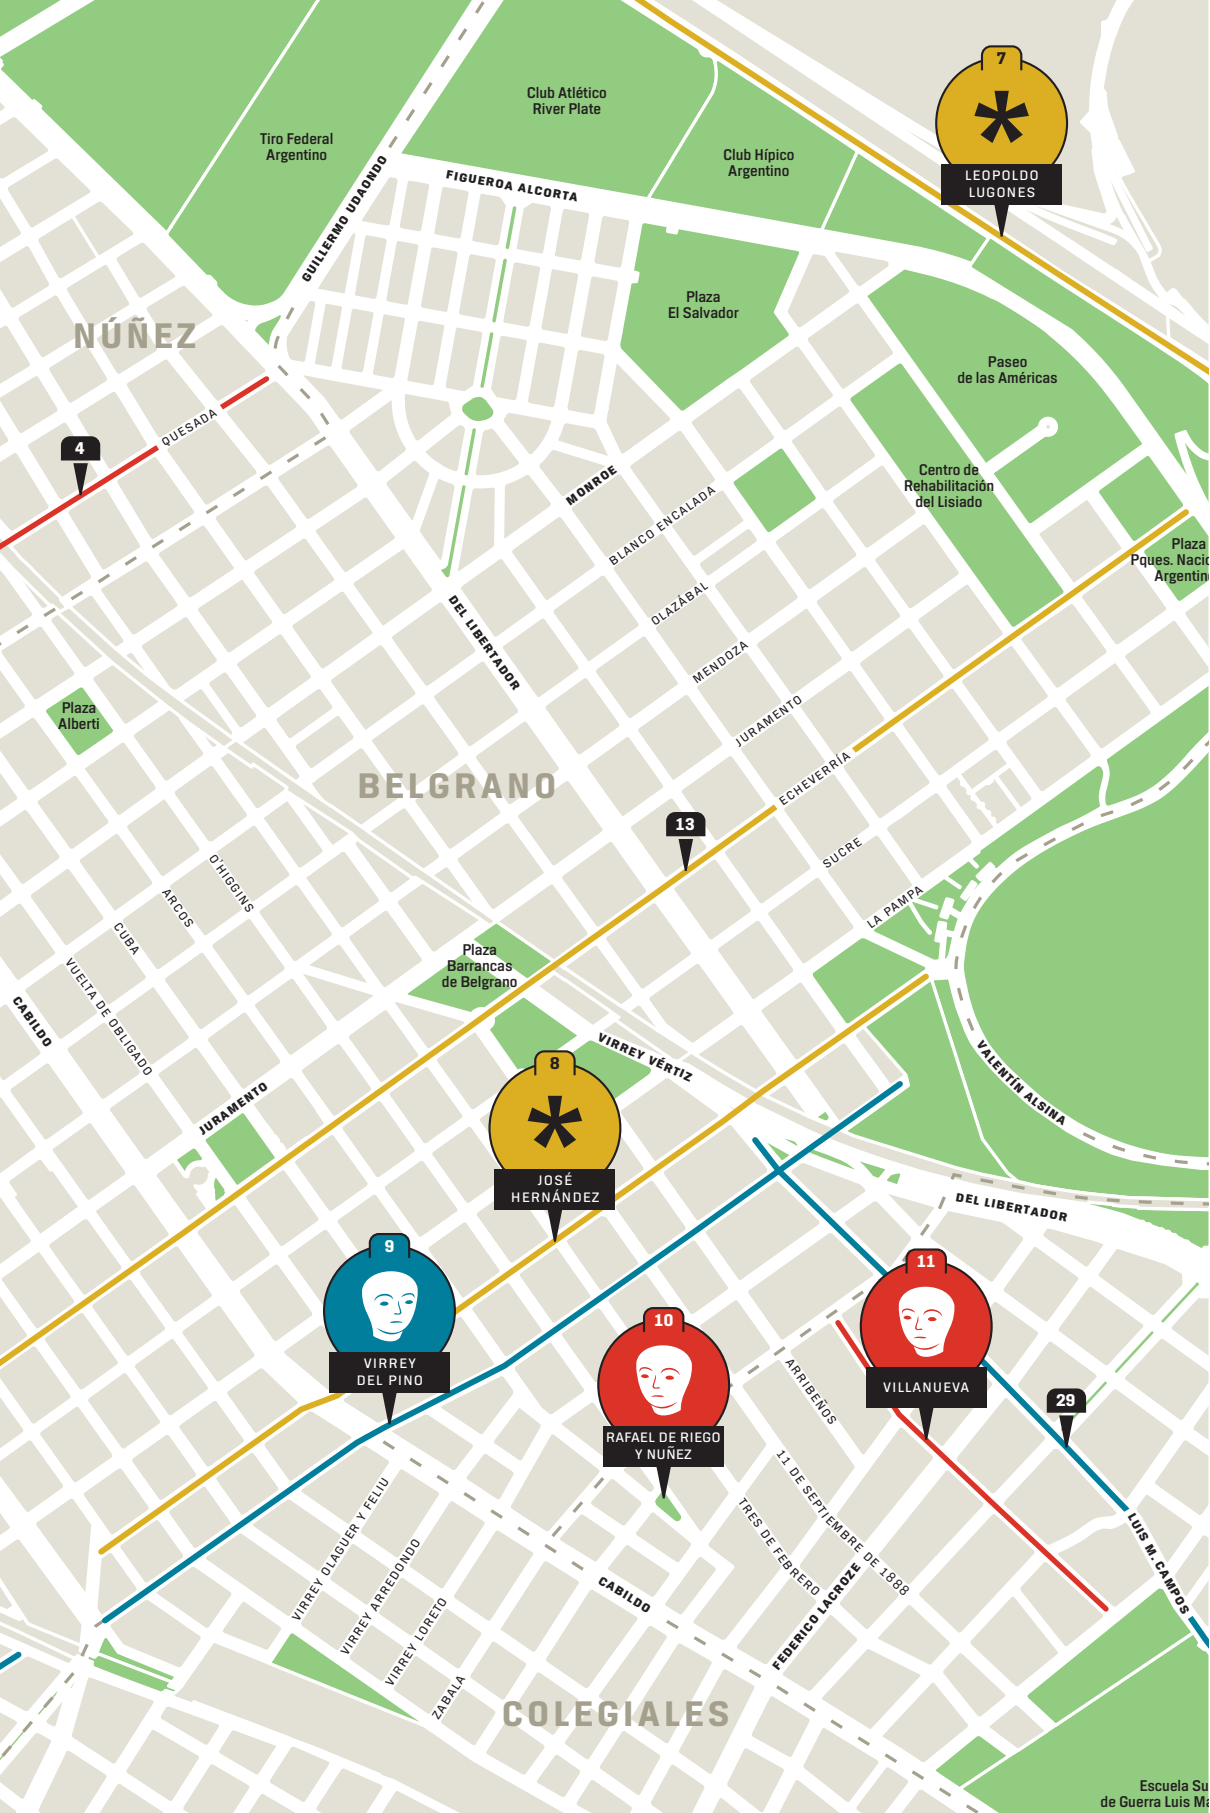 7
LEOPOLDO
LUGONES
Club Atlético
River Plate
Tiro Federal
Argentino
Club Hípico
Argentino
FIGUEROA ALCORTA
GUILLERMO UDAONDO
Plaza
El Salvador
NÚÑEZ
Paseo
de las Américas
QUESADA
4
Centro de
Rehabilitación
del Lisiado
MONROE
BLANCO ENCALADA
Plaza
Pques. Nacio
Argentin
OLAZÁBAL
DEL LIBERTADOR
MENDOZA
Plaza
Alberti
JURAMENTO
BELGRANO
ECHEVERRÍA
13
SUCRE
O'HIGGINS
ARCOS
LA PAMPA
CUBA
Plaza
Barrancas
de Belgrano
VUELTA DE OBLIGADO
CABILDO
VIRREY VÉRTIZ
VALENTÍN ALSINA
8
JOSÉ
HERNÁNDEZ
JURAMENTO
DEL LIBERTADOR
9
VIRREY
DEL PINO
11
VILLANUEVA
10
RAFAEL DE RIEGO
Y NUÑEZ
ARRIBEÑOS
29
11 DE SEPTIEMBRE DE 1888
TRES DE FEBRERO
VIRREY OLAGUER Y FELIU
VIRREY ARREDONDO
VIRREY LORETO
ZABALA
CABILDO
FEDERICO LACROZE
LUIS M. CAMPOS
COLEGIALES
Escuela Su
de Guerra Luis Ma